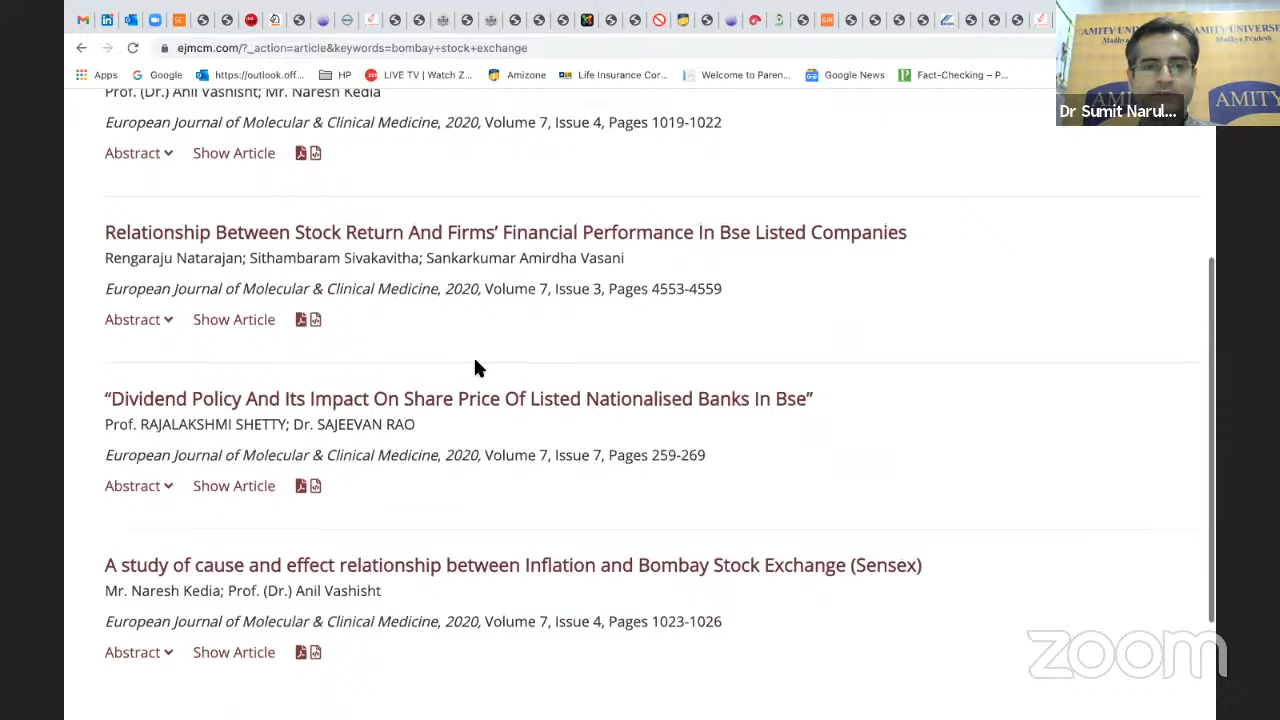 ejmcm.com/?_action=article&keywords=bombay+stock+exchange
Apps Google https://outlook.off... HP LIVE TV | Watch Z... Amizone Life Insurance Cor... Welcome to Paren... Google News Fact-Checking – P...
AMITY UNIVERSITY
Madhya Pradesh
AMITY
Dr Sumit Narul...
Prof. (Dr.) Anil Vashisht; Mr. Naresh Kedia
European Journal of Molecular & Clinical Medicine, 2020, Volume 7, Issue 4, Pages 1019-1022
Abstract Show Article
Relationship Between Stock Return And Firms’ Financial Performance In Bse Listed Companies
Rengaraju Natarajan; Sithambaram Sivakavitha; Sankarkumar Amirdha Vasani
European Journal of Molecular & Clinical Medicine, 2020, Volume 7, Issue 3, Pages 4553-4559
Abstract Show Article
“Dividend Policy And Its Impact On Share Price Of Listed Nationalised Banks In Bse”
Prof. RAJALAKSHMI SHETTY; Dr. SAJEEVAN RAO
European Journal of Molecular & Clinical Medicine, 2020, Volume 7, Issue 7, Pages 259-269
Abstract Show Article
A study of cause and effect relationship between Inflation and Bombay Stock Exchange (Sensex)
Mr. Naresh Kedia; Prof. (Dr.) Anil Vashisht
European Journal of Molecular & Clinical Medicine, 2020, Volume 7, Issue 4, Pages 1023-1026
Abstract Show Article
zoom